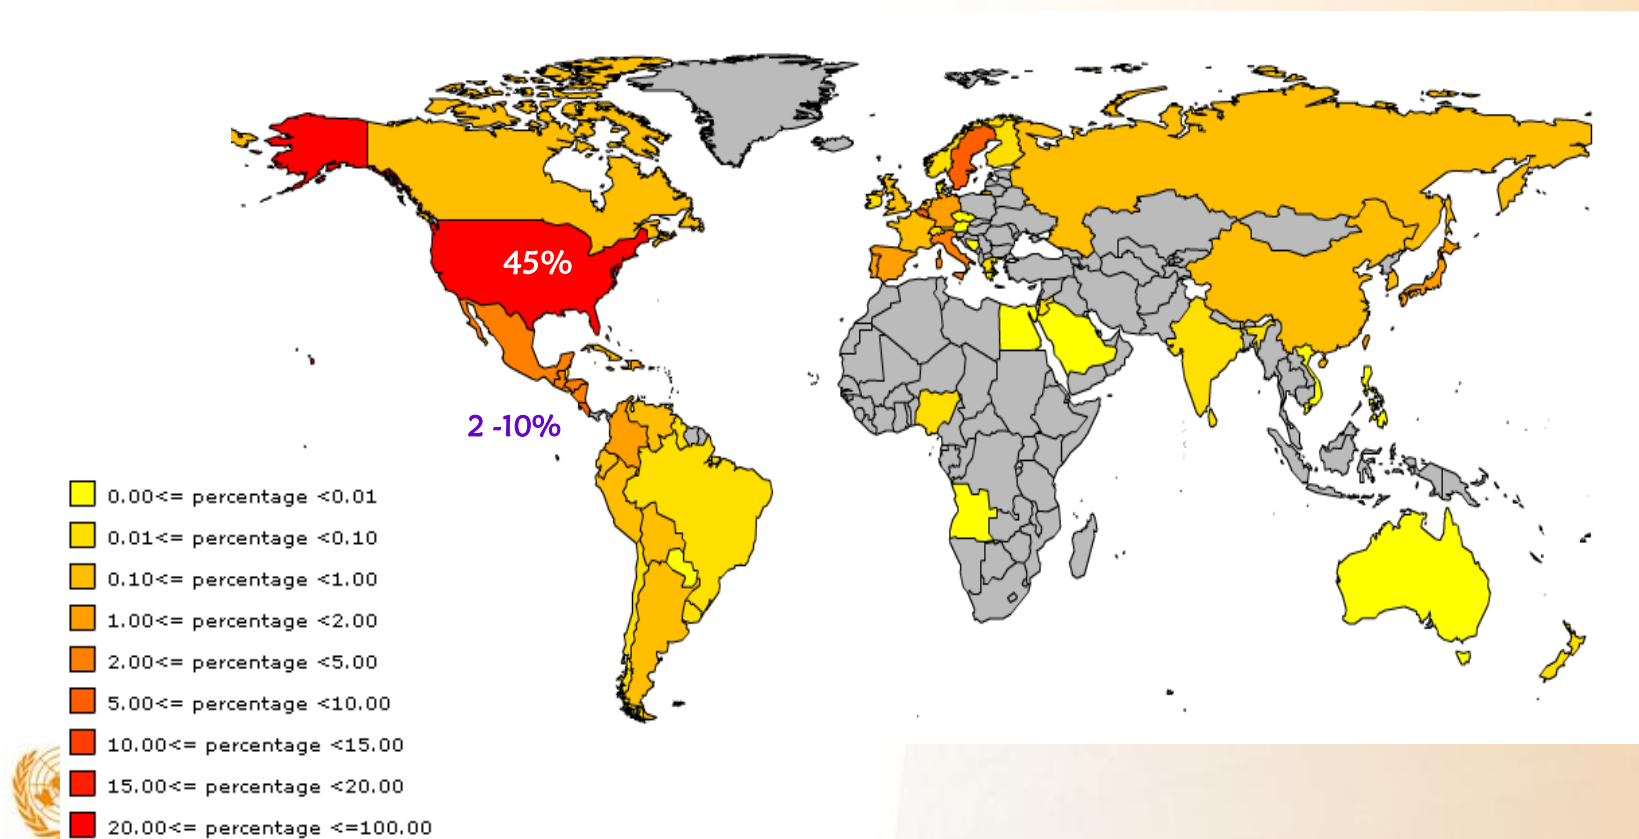 45%
2 -10%
0.00<= percentage <0.01
0.01<= percentage <0.10
0.10<= percentage <1.00
1.00<= percentage <2.00
2.00<= percentage <5.00
5.00<= percentage <10.00
10.00<= percentage <15.00
15.00<= percentage <20.00
20.00<= percentage <=100.00